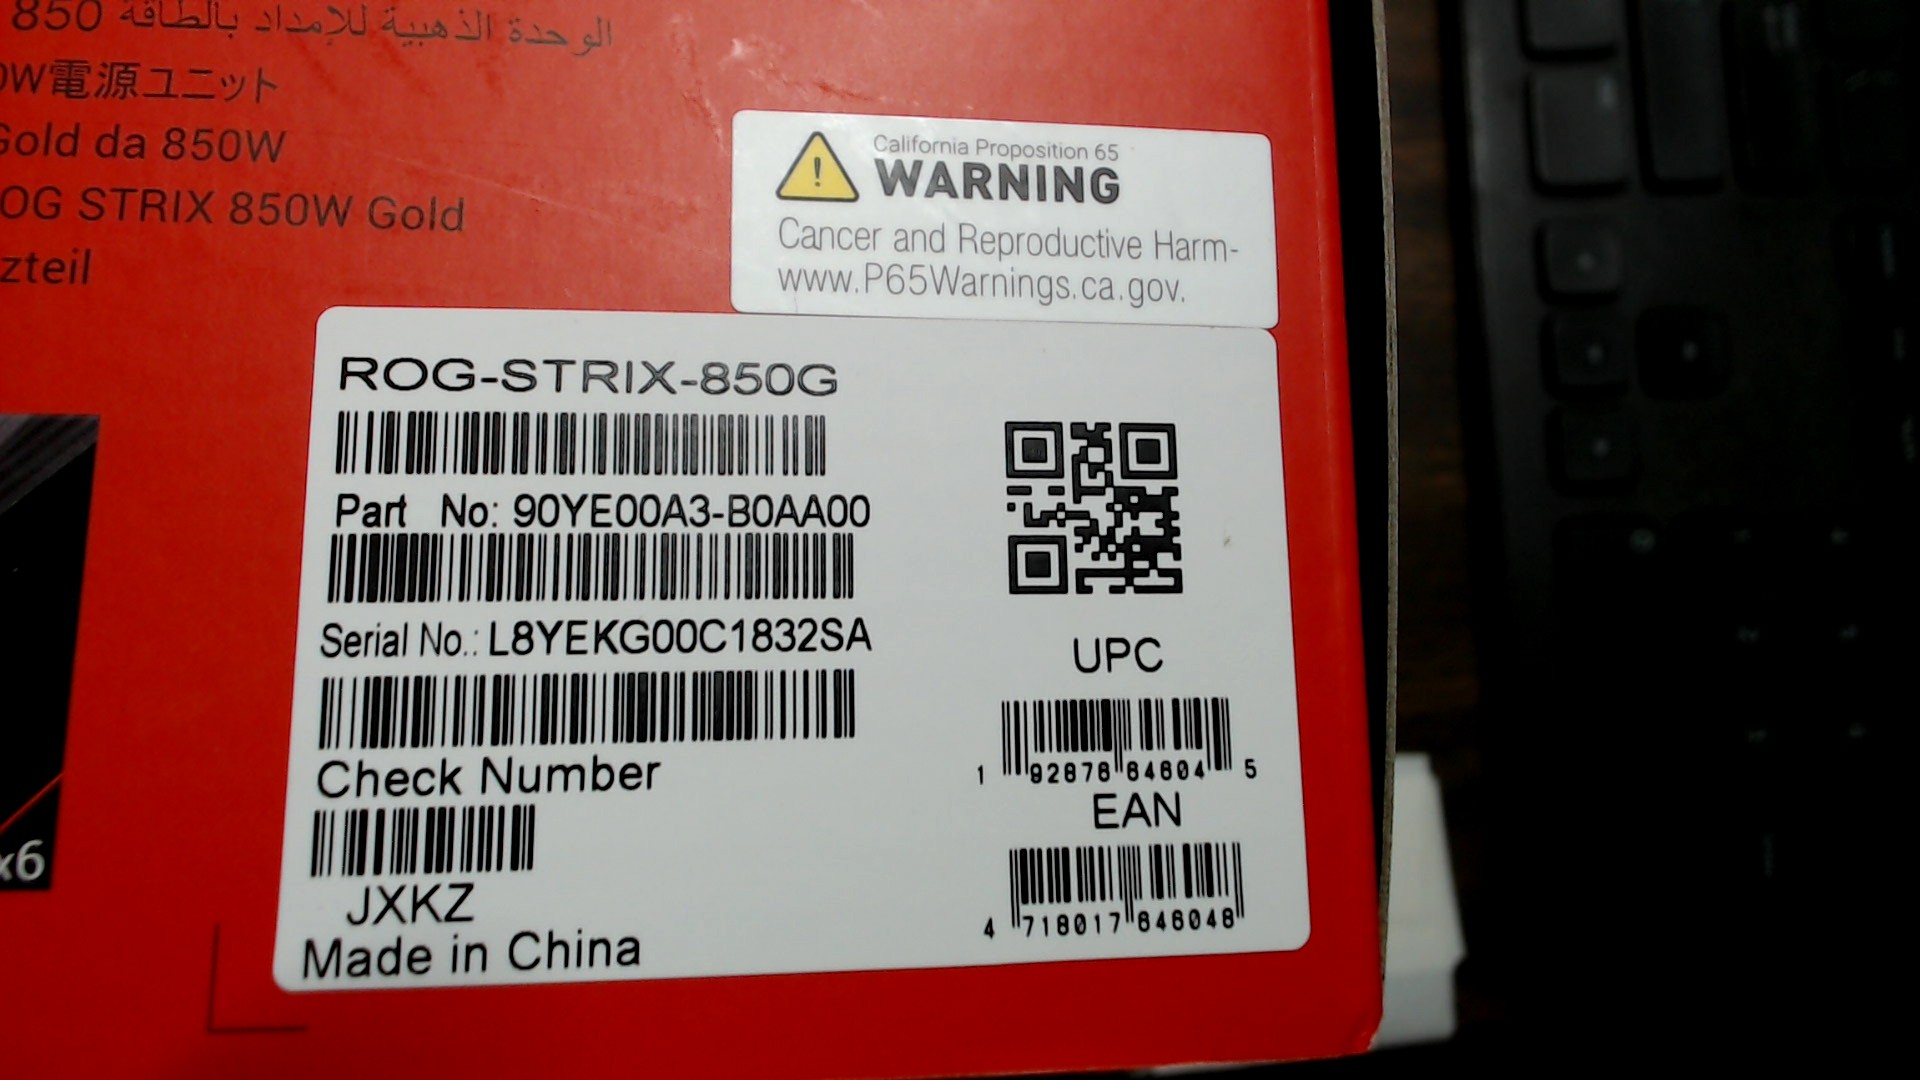 850 الوحدة الذهبية للإمداد بالطاقة
0W電源ユニット
Gold da 850W
OG STRIX 850W Gold
zteil
California Proposition 65
WARNING
Cancer and Reproductive Harm-
www.P65Warnings.ca.gov.
ROG-STRIX-850G
Part No: 90YE00A3-B0AA00
Serial No.: L8YEKG00C1832SA
Check Number
JXKZ
Made in China
UPC
1 92876 84604 5
EAN
4 718017 846048
x6